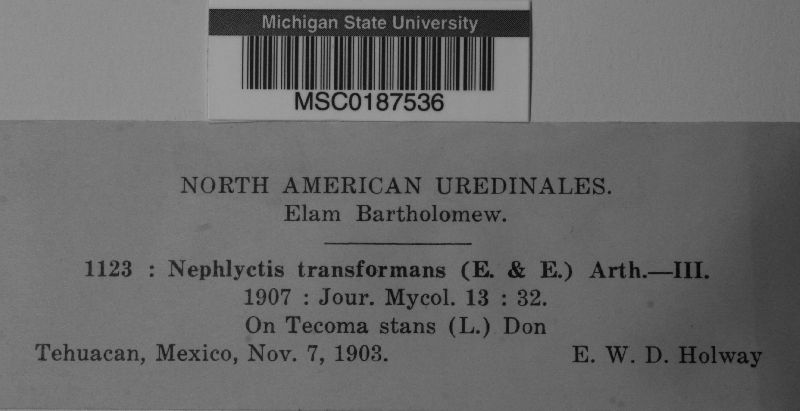 Michigan State University
MSC0187536
NORTH AMERICAN UREDINALES.
Elam Bartholomew.
1123 : Nephlyctis transformans (E. & E.) Arth.—III.
1907 : Jour. Mycol. 13 : 32.
On Tecoma stans (L.) Don
Tehuacan, Mexico, Nov. 7, 1903. E. W. D. Holway